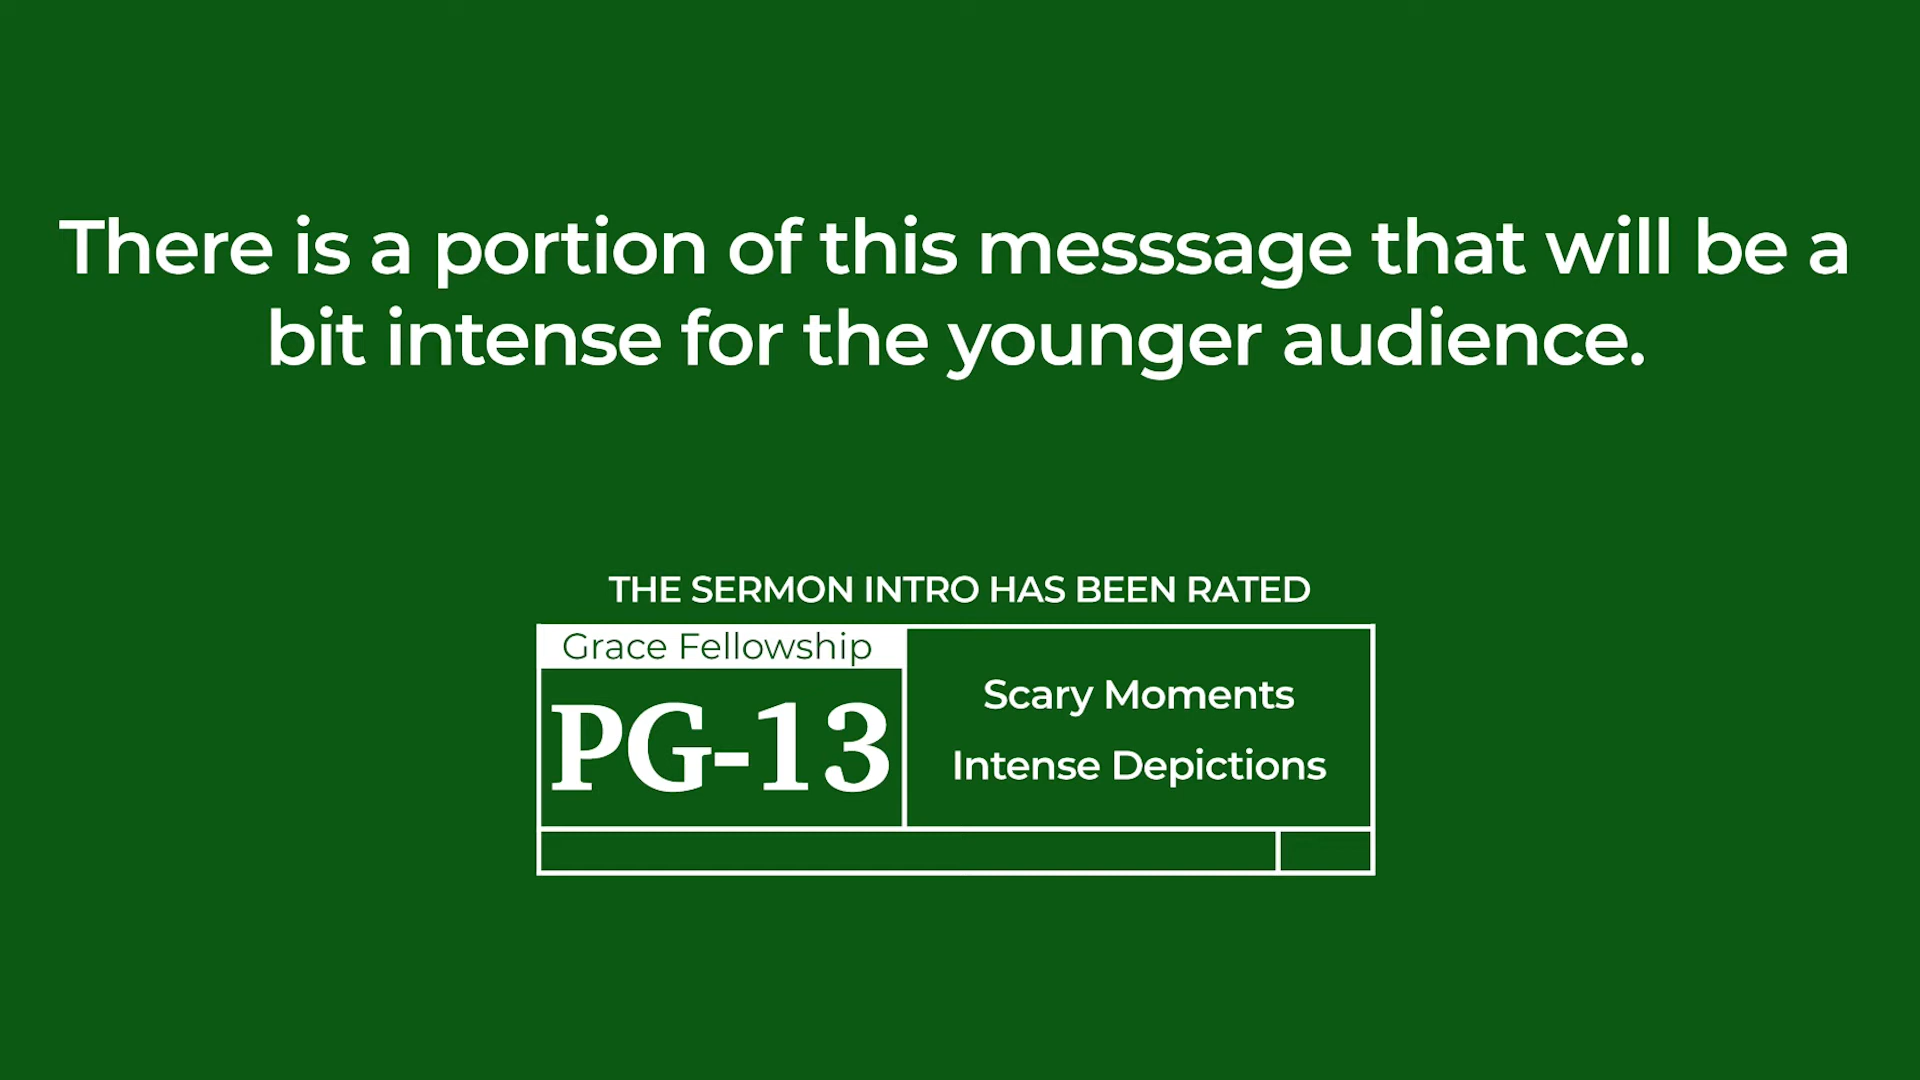 There is a portion of this messsage that will be a
bit intense for the younger audience.
THE SERMON INTRO HAS BEEN RATED
Grace Fellowship
PG-13
Scary Moments
Intense Depictions